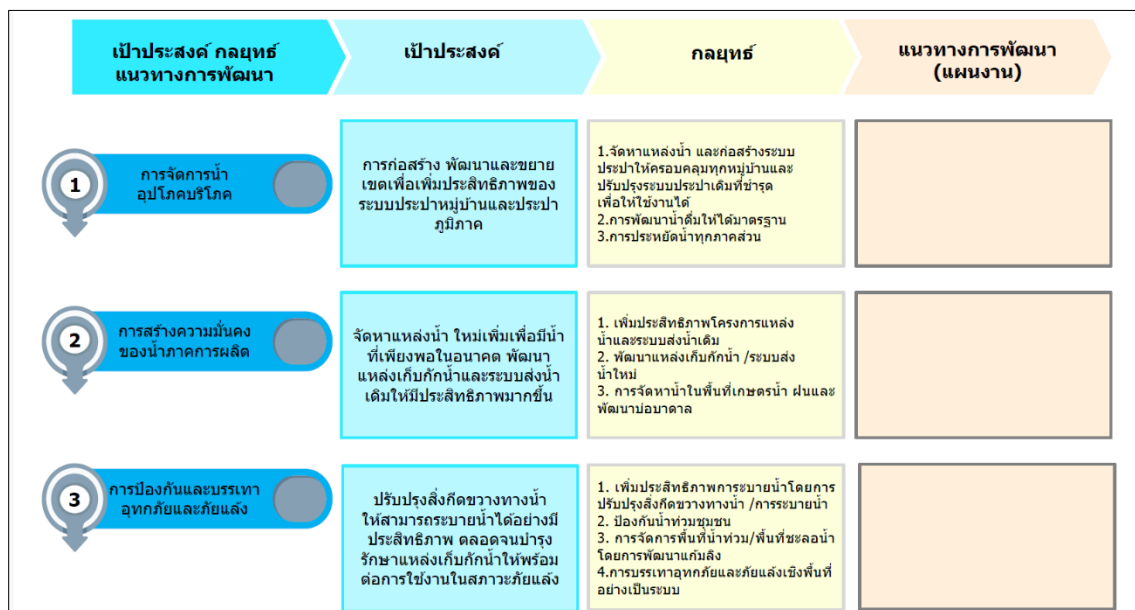 เป้าประสงค์ กลยุทธ์
แนวทางการพัฒนา
เป้าประสงค์
กลยุทธ์
แนวทางการพัฒนา
(แผนงาน)
1
การจัดการน้ำ
อุปโภคบริโภค
การก่อสร้าง พัฒนาและขยาย
เขตเพื่อเพิ่มประสิทธิภาพของ
ระบบประปาหมู่บ้านและประปา
ภูมิภาค
1.จัดหาแหล่งน้ำ และก่อสร้างระบบ
ประปาให้ครอบคลุมทุกหมู่บ้านและ
ปรับปรุงระบบประปาเดิมที่ชำรุด
เพื่อให้ใช้งานได้
2.การพัฒนาน้ำดื่มให้ได้มาตรฐาน
3.การประหยัดน้ำทุกภาคส่วน
2
การสร้างความมั่นคง
ของน้ำภาคการผลิต
จัดหาแหล่งน้ำ ใหม่เพิ่มเพื่อมีน้ำ
ที่เพียงพอในอนาคต พัฒนา
แหล่งเก็บกักน้ำและระบบส่งน้ำ
เดิมให้มีประสิทธิภาพมากขึ้น
1. เพิ่มประสิทธิภาพโครงการแหล่ง
น้ำและระบบส่งน้ำเดิม
2. พัฒนาแหล่งเก็บกักน้ำ /ระบบส่ง
น้ำใหม่
3. การจัดหาน้ำในพื้นที่เกษตรน้ำ ฝนและ
พัฒนาบ่อบาดาล
3
การป้องกันและบรรเทา
อุทกภัยและภัยแล้ง
ปรับปรุงสิ่งกีดขวางทางน้ำ
ให้สามารถระบายน้ำได้อย่างมี
ประสิทธิภาพ ตลอดจนบำรุง
รักษาแหล่งเก็บกักน้ำให้พร้อม
ต่อการใช้งานในสภาวะภัยแล้ง
1. เพิ่มประสิทธิภาพการะบายน้ำโดยการ
ปรับปรุงสิ่งกีดขวางทางน้ำ /การระบายน้ำ
2. ป้องกันน้ำท่วมชุมชน
3. การจัดการพื้นที่น้ำท่วม/พื้นที่ชะลอน้ำ
โดยการพัฒนาแก้มลิง
4.การบรรเทาอุทกภัยและภัยแล้งเชิงพื้นที่
อย่างเป็นระบบ